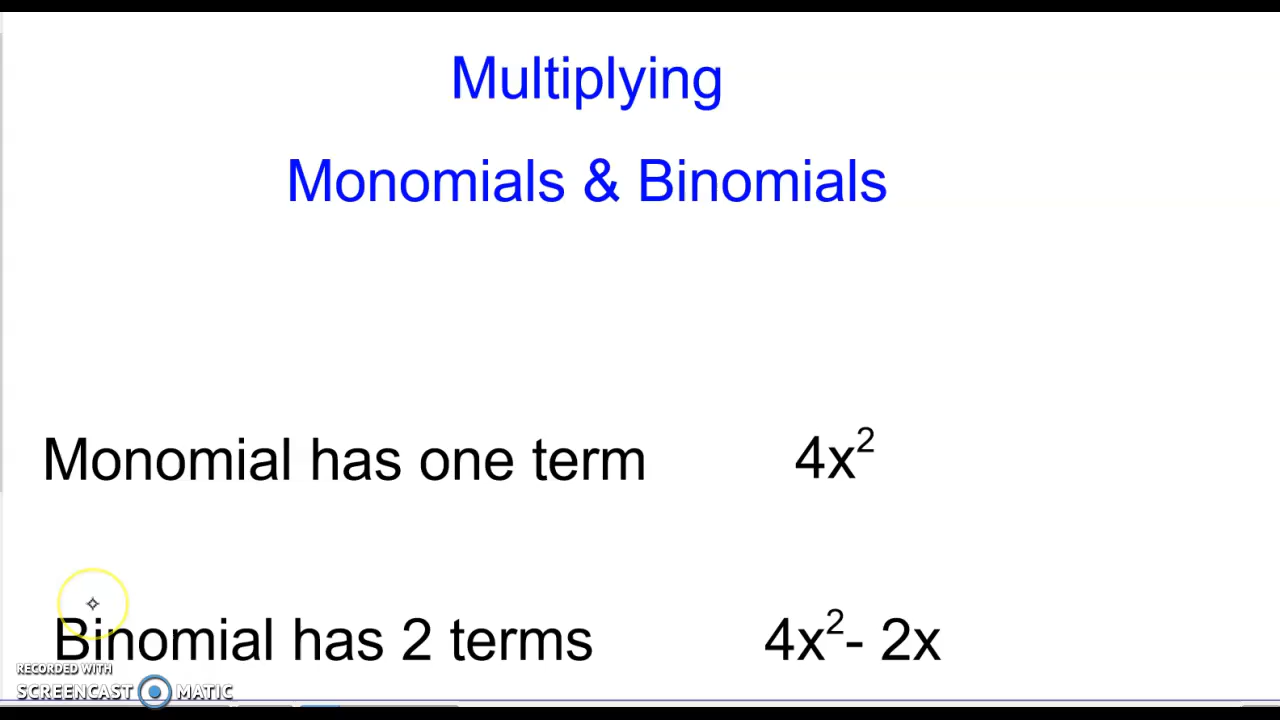 Multiplying
Monomials & Binomials
Monomial has one term 4x²
Binomial has 2 terms 4x²- 2x
RECORDED WITH
SCREENCAST MATIC